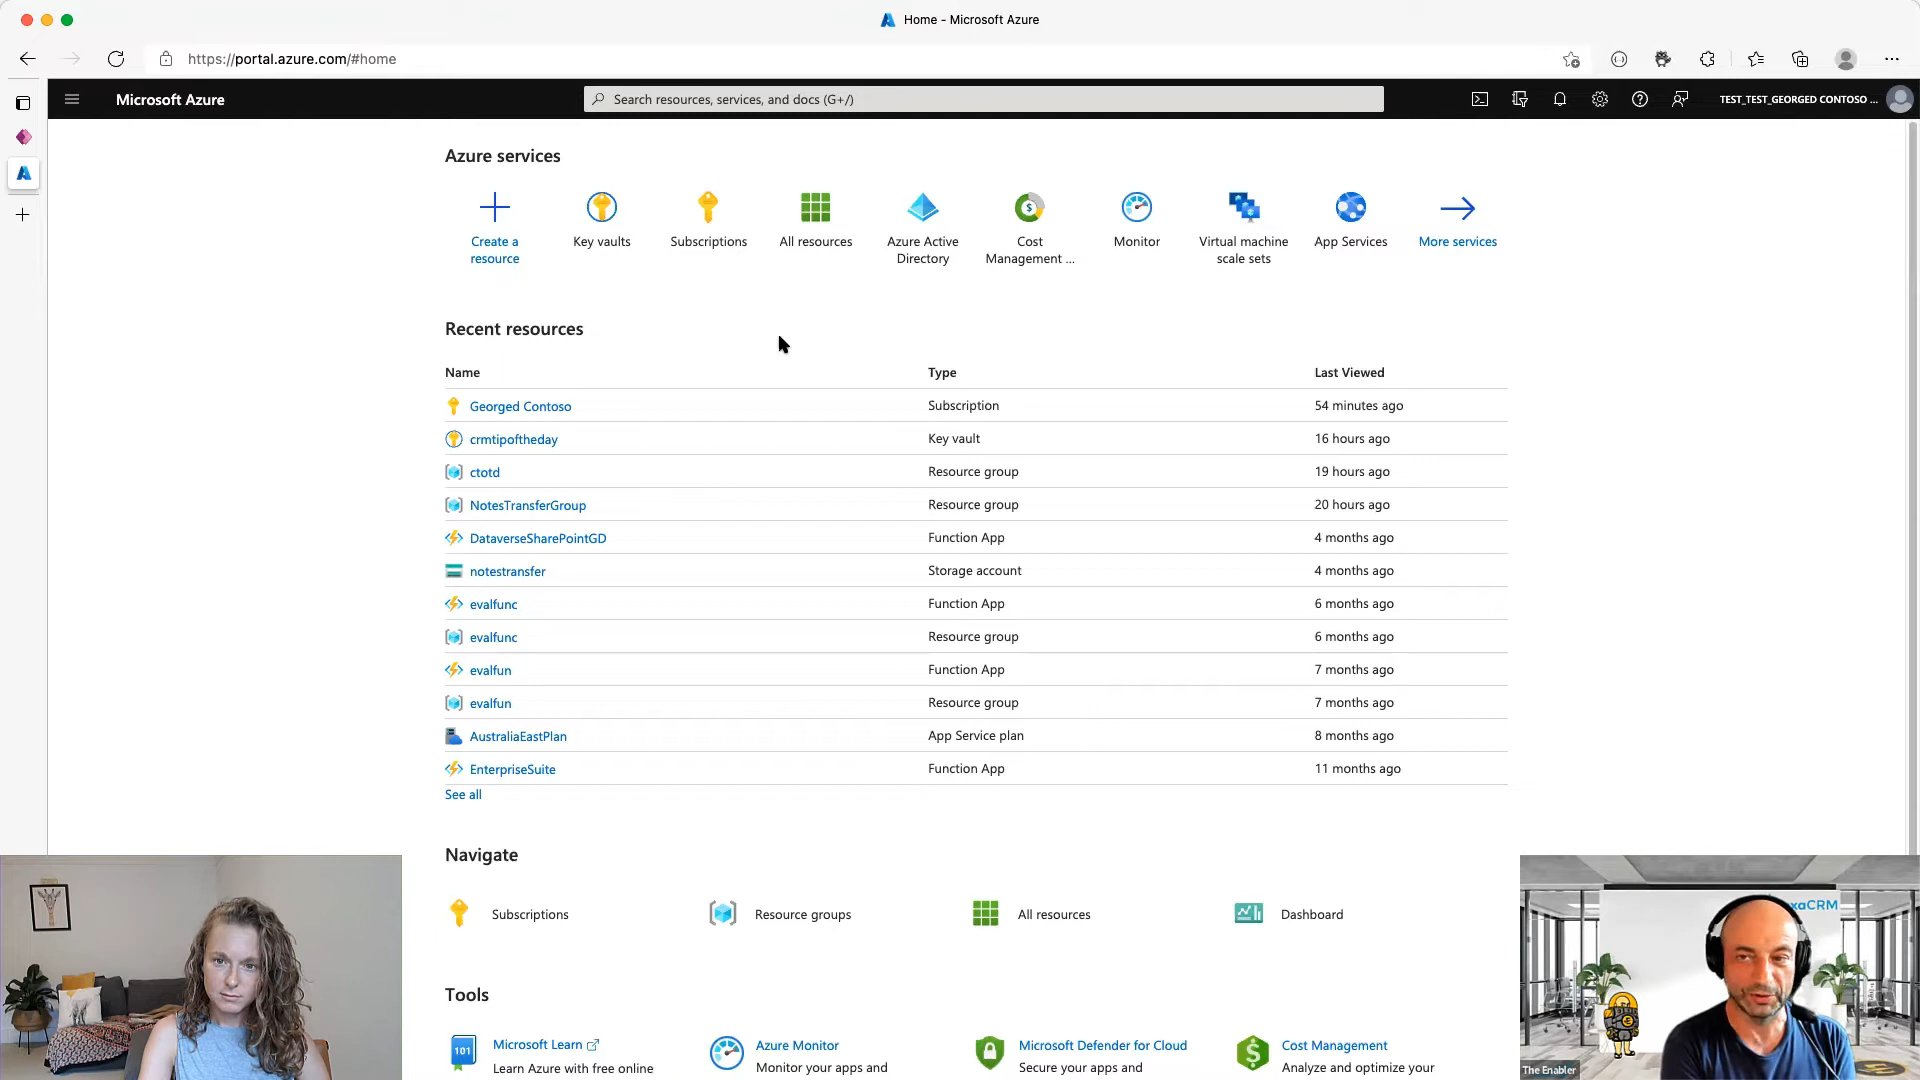 Home - Microsoft Azure
https://portal.azure.com/#home
Microsoft Azure
Search resources, services, and docs (G+/)
TEST_TEST_GEORGED CONTOSO ...
Azure services
Create a
resource
Key vaults
Subscriptions
All resources
Azure Active
Directory
Cost
Management ...
Monitor
Virtual machine
scale sets
App Services
More services
Recent resources
Name Type Last Viewed
Georged Contoso Subscription 54 minutes ago
crmtipoftheday Key vault 16 hours ago
ctotd Resource group 19 hours ago
NotesTransferGroup Resource group 20 hours ago
DataverseSharePointGD Function App 4 months ago
notestransfer Storage account 4 months ago
evalfunc Function App 6 months ago
evalfunc Resource group 6 months ago
evalfun Function App 7 months ago
evalfun Resource group 7 months ago
AustraliaEastPlan App Service plan 8 months ago
EnterpriseSuite Function App 11 months ago
See all
Navigate
Subscriptions
Resource groups
All resources
Dashboard
Tools
101
Microsoft Learn
Learn Azure with free online
Azure Monitor
Monitor your apps and
Microsoft Defender for Cloud
Secure your apps and
Cost Management
Analyze and optimize your
xaCRM
The Enabler